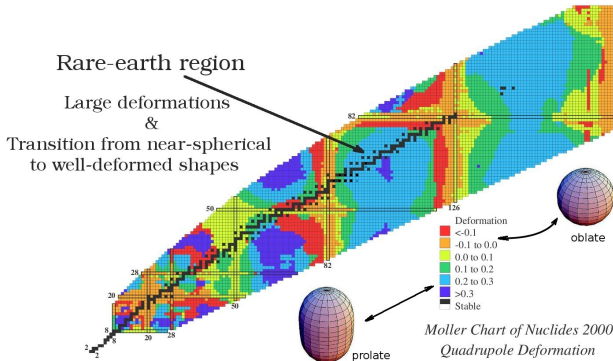 Rare-earth region
Large deformations
&
Transition from near-spherical
to well-deformed shapes
82
50
28
20
8
2
2
8
20
28
50
82
126
Deformation
<-0.1
-0.1 to 0.0
0.0 to 0.1
0.1 to 0.2
0.2 to 0.3
>0.3
Stable
oblate
prolate
Moller Chart of Nuclides 2000
Quadrupole Deformation